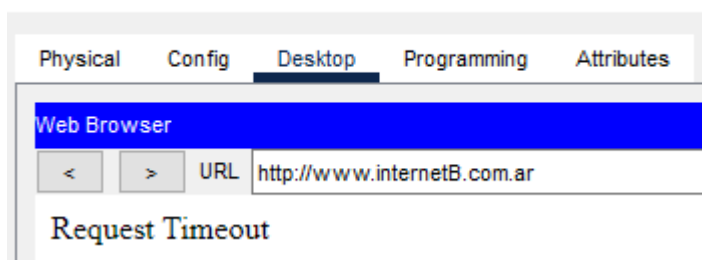 Physical Config Desktop Programming Attributes
Web Browser
< > URL http://www.internetB.com.ar
Request Timeout